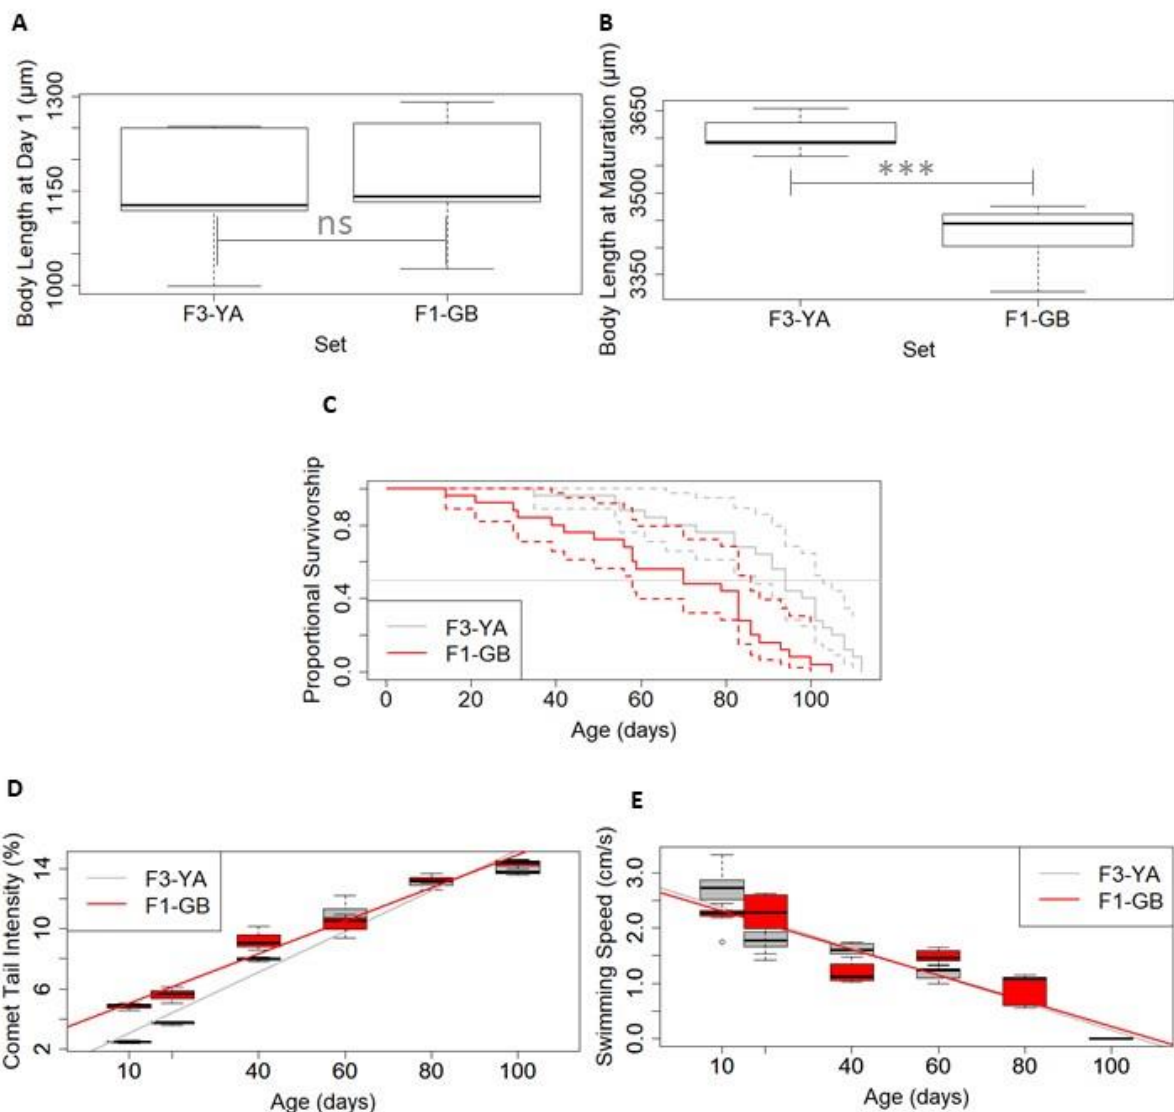 A
Body Length at Day 1 (µm)
1000 1150 1300
ns
F3-YA F1-GB
Set
B
Body Length at Maturation (µm)
3350 3500 3650
***
F3-YA F1-GB
Set
C
Proportional Survivorship
0.0 0.4 0.8
F3-YA
F1-GB
0 20 40 60 80 100
Age (days)
D
Comet Tail Intensity (%)
2 6 10 14
F3-YA
F1-GB
10 40 60 80 100
Age (days)
E
Swimming Speed (cm/s)
0.0 1.0 2.0 3.0
F3-YA
F1-GB
10 40 60 80 100
Age (days)